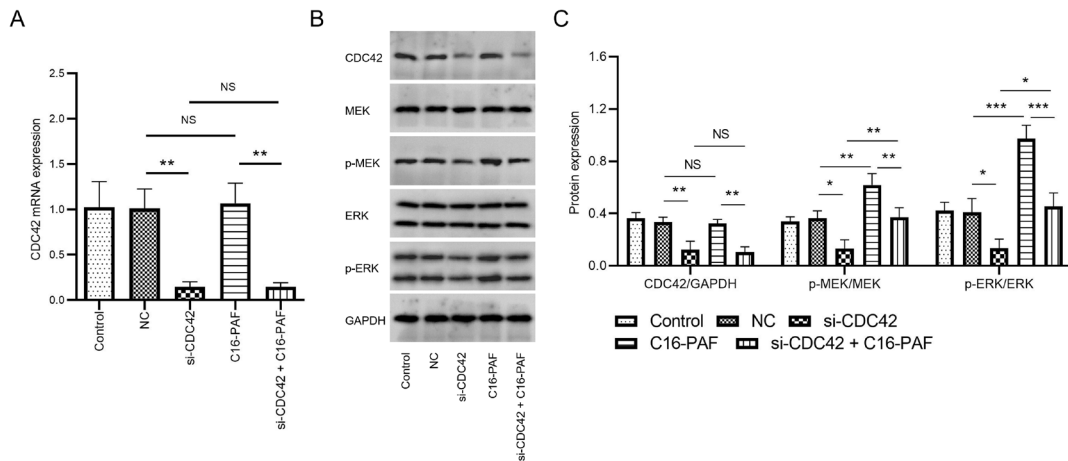 A
CDC42 mRNA expression
2.5
2.0
1.5
1.0
0.5
0.0
NS
NS
**
**
Control
NC
si-CDC42
C16-PAF
si-CDC42 + C16-PAF
B
CDC42
MEK
p-MEK
ERK
p-ERK
GAPDH
Control
NC
si-CDC42
C16-PAF
si-CDC42 + C16-PAF
C
Protein expression
1.6
1.2
0.8
0.4
0.0
NS
NS
**
**
**
**
*
**
*
***
***
*
CDC42/GAPDH
p-MEK/MEK
p-ERK/ERK
Control
NC
si-CDC42
C16-PAF
si-CDC42 + C16-PAF